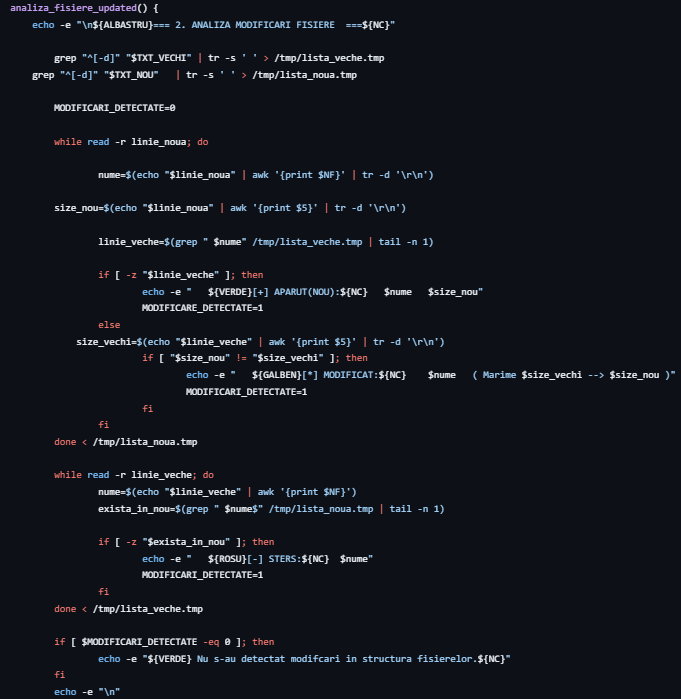 analiza_fisiere_updated() {
echo -e "\n${ALBASTRU}=== 2. ANALIZA MODIFICARI FISIERE  ===${NC}"
grep "^[-d]" "$TXT_VECHI" | tr -s ' ' > /tmp/lista_veche.tmp
grep "^[-d]" "$TXT_NOU"   | tr -s ' ' > /tmp/lista_noua.tmp
MODIFICARI_DETECTATE=0
while read -r linie_noua; do
nume=$(echo "$linie_noua" | awk '{print $NF}' | tr -d '\r\n')
size_nou=$(echo "$linie_noua" | awk '{print $5}' | tr -d '\r\n')
linie_veche=$(grep " $nume" /tmp/lista_veche.tmp | tail -n 1)
if [ -z "$linie_veche" ]; then
echo -e "   ${VERDE}[+] APARUT(NOU):${NC}   $nume   $size_nou"
MODIFICARE_DETECTATE=1
else
size_vechi=$(echo "$linie_veche" | awk '{print $5}' | tr -d '\r\n')
if [ "$size_nou" != "$size_vechi" ]; then
echo -e "   ${GALBEN}[*] MODIFICAT:${NC}    $nume   ( Marime $size_vechi --> $size_nou )"
MODIFICARI_DETECTATE=1
fi
fi
done < /tmp/lista_noua.tmp
while read -r linie_veche; do
nume=$(echo "$linie_veche" | awk '{print $NF}')
exista_in_nou=$(grep " $nume$" /tmp/lista_noua.tmp | tail -n 1)
if [ -z "$exista_in_nou" ]; then
echo -e "   ${ROSU}[-] STERS:${NC}  $nume"
MODIFICARI_DETECTATE=1
fi
done < /tmp/lista_veche.tmp
if [ $MODIFICARI_DETECTATE -eq 0 ]; then
echo -e "${VERDE} Nu s-au detectat modifcari in structura fisierelor.${NC}"
fi
echo -e "\n"